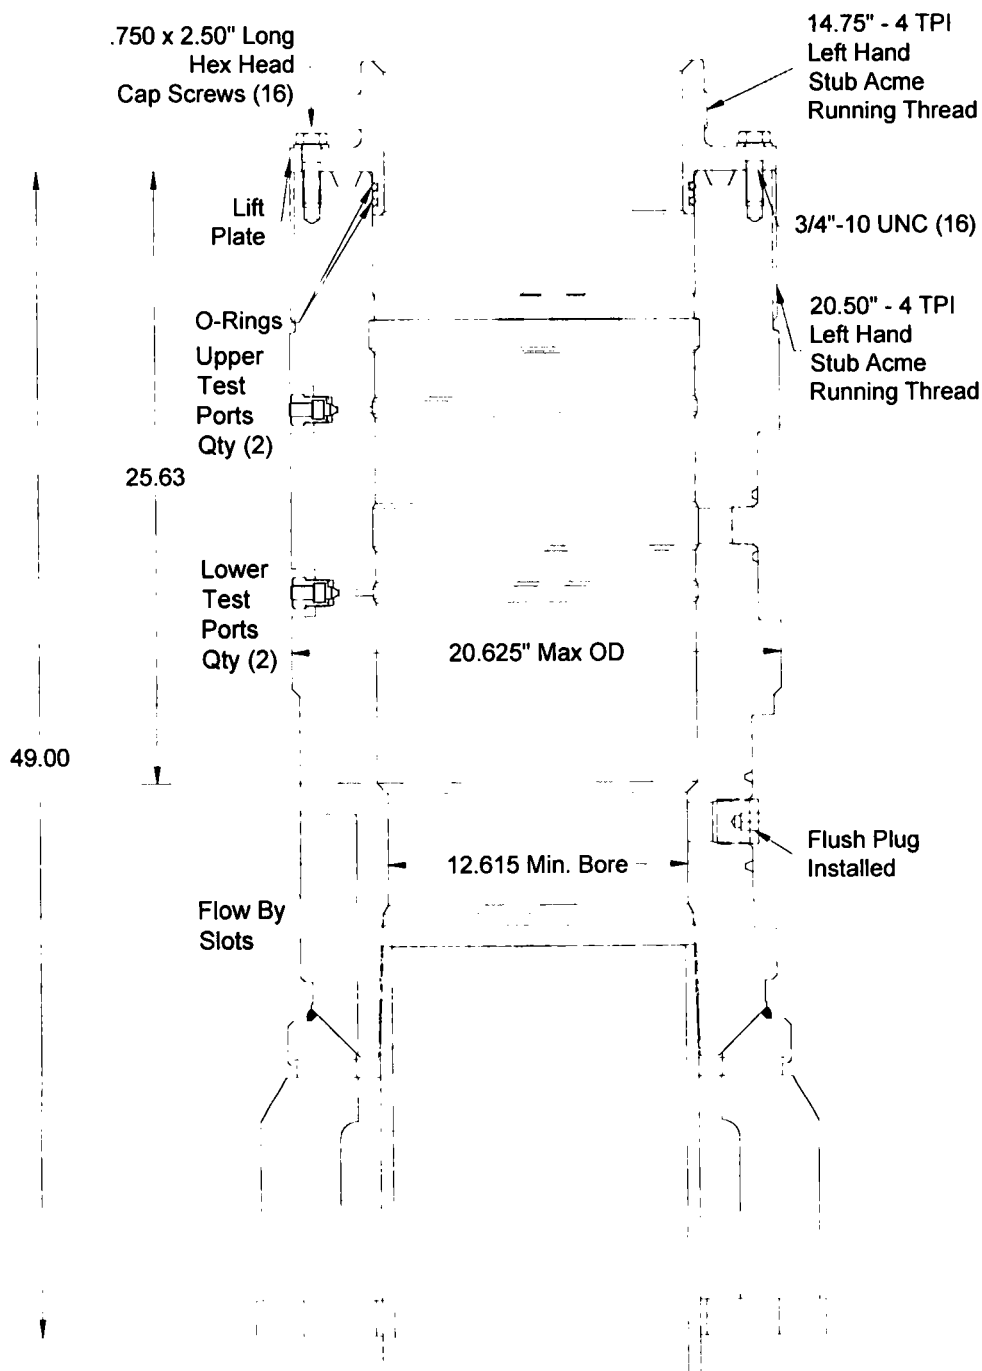 .750 x 2.50" Long
Hex Head
Cap Screws (16)
14.75" - 4 TPI
Left Hand
Stub Acme
Running Thread
Lift
Plate
3/4"-10 UNC (16)
O-Rings
20.50" - 4 TPI
Left Hand
Stub Acme
Running Thread
Upper
Test
Ports
Qty (2)
25.63
Lower
Test
Ports
Qty (2)
20.625" Max OD
49.00
12.615 Min. Bore
Flush Plug
Installed
Flow By
Slots